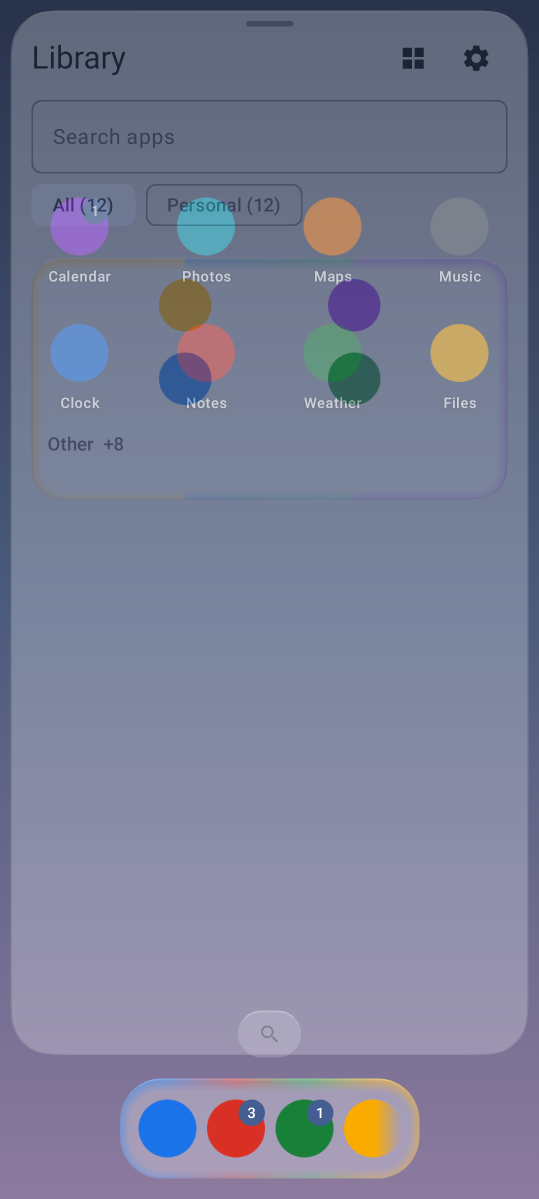 Library
Search apps
All (12) Personal (12)
1
Calendar Photos Maps Music
Clock Notes Weather Files
Other +8
3 1